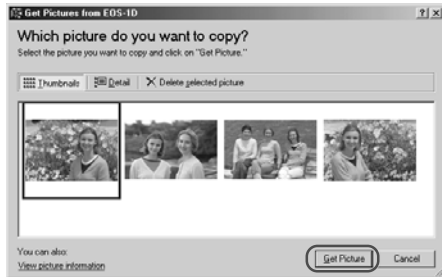 Get Pictures from EOS-1D
Which picture do you want to copy?
Select the picture you want to copy and click on "Get Picture."
Thumbnails Detail Delete selected picture
You can also:
View picture information
Get Picture Cancel